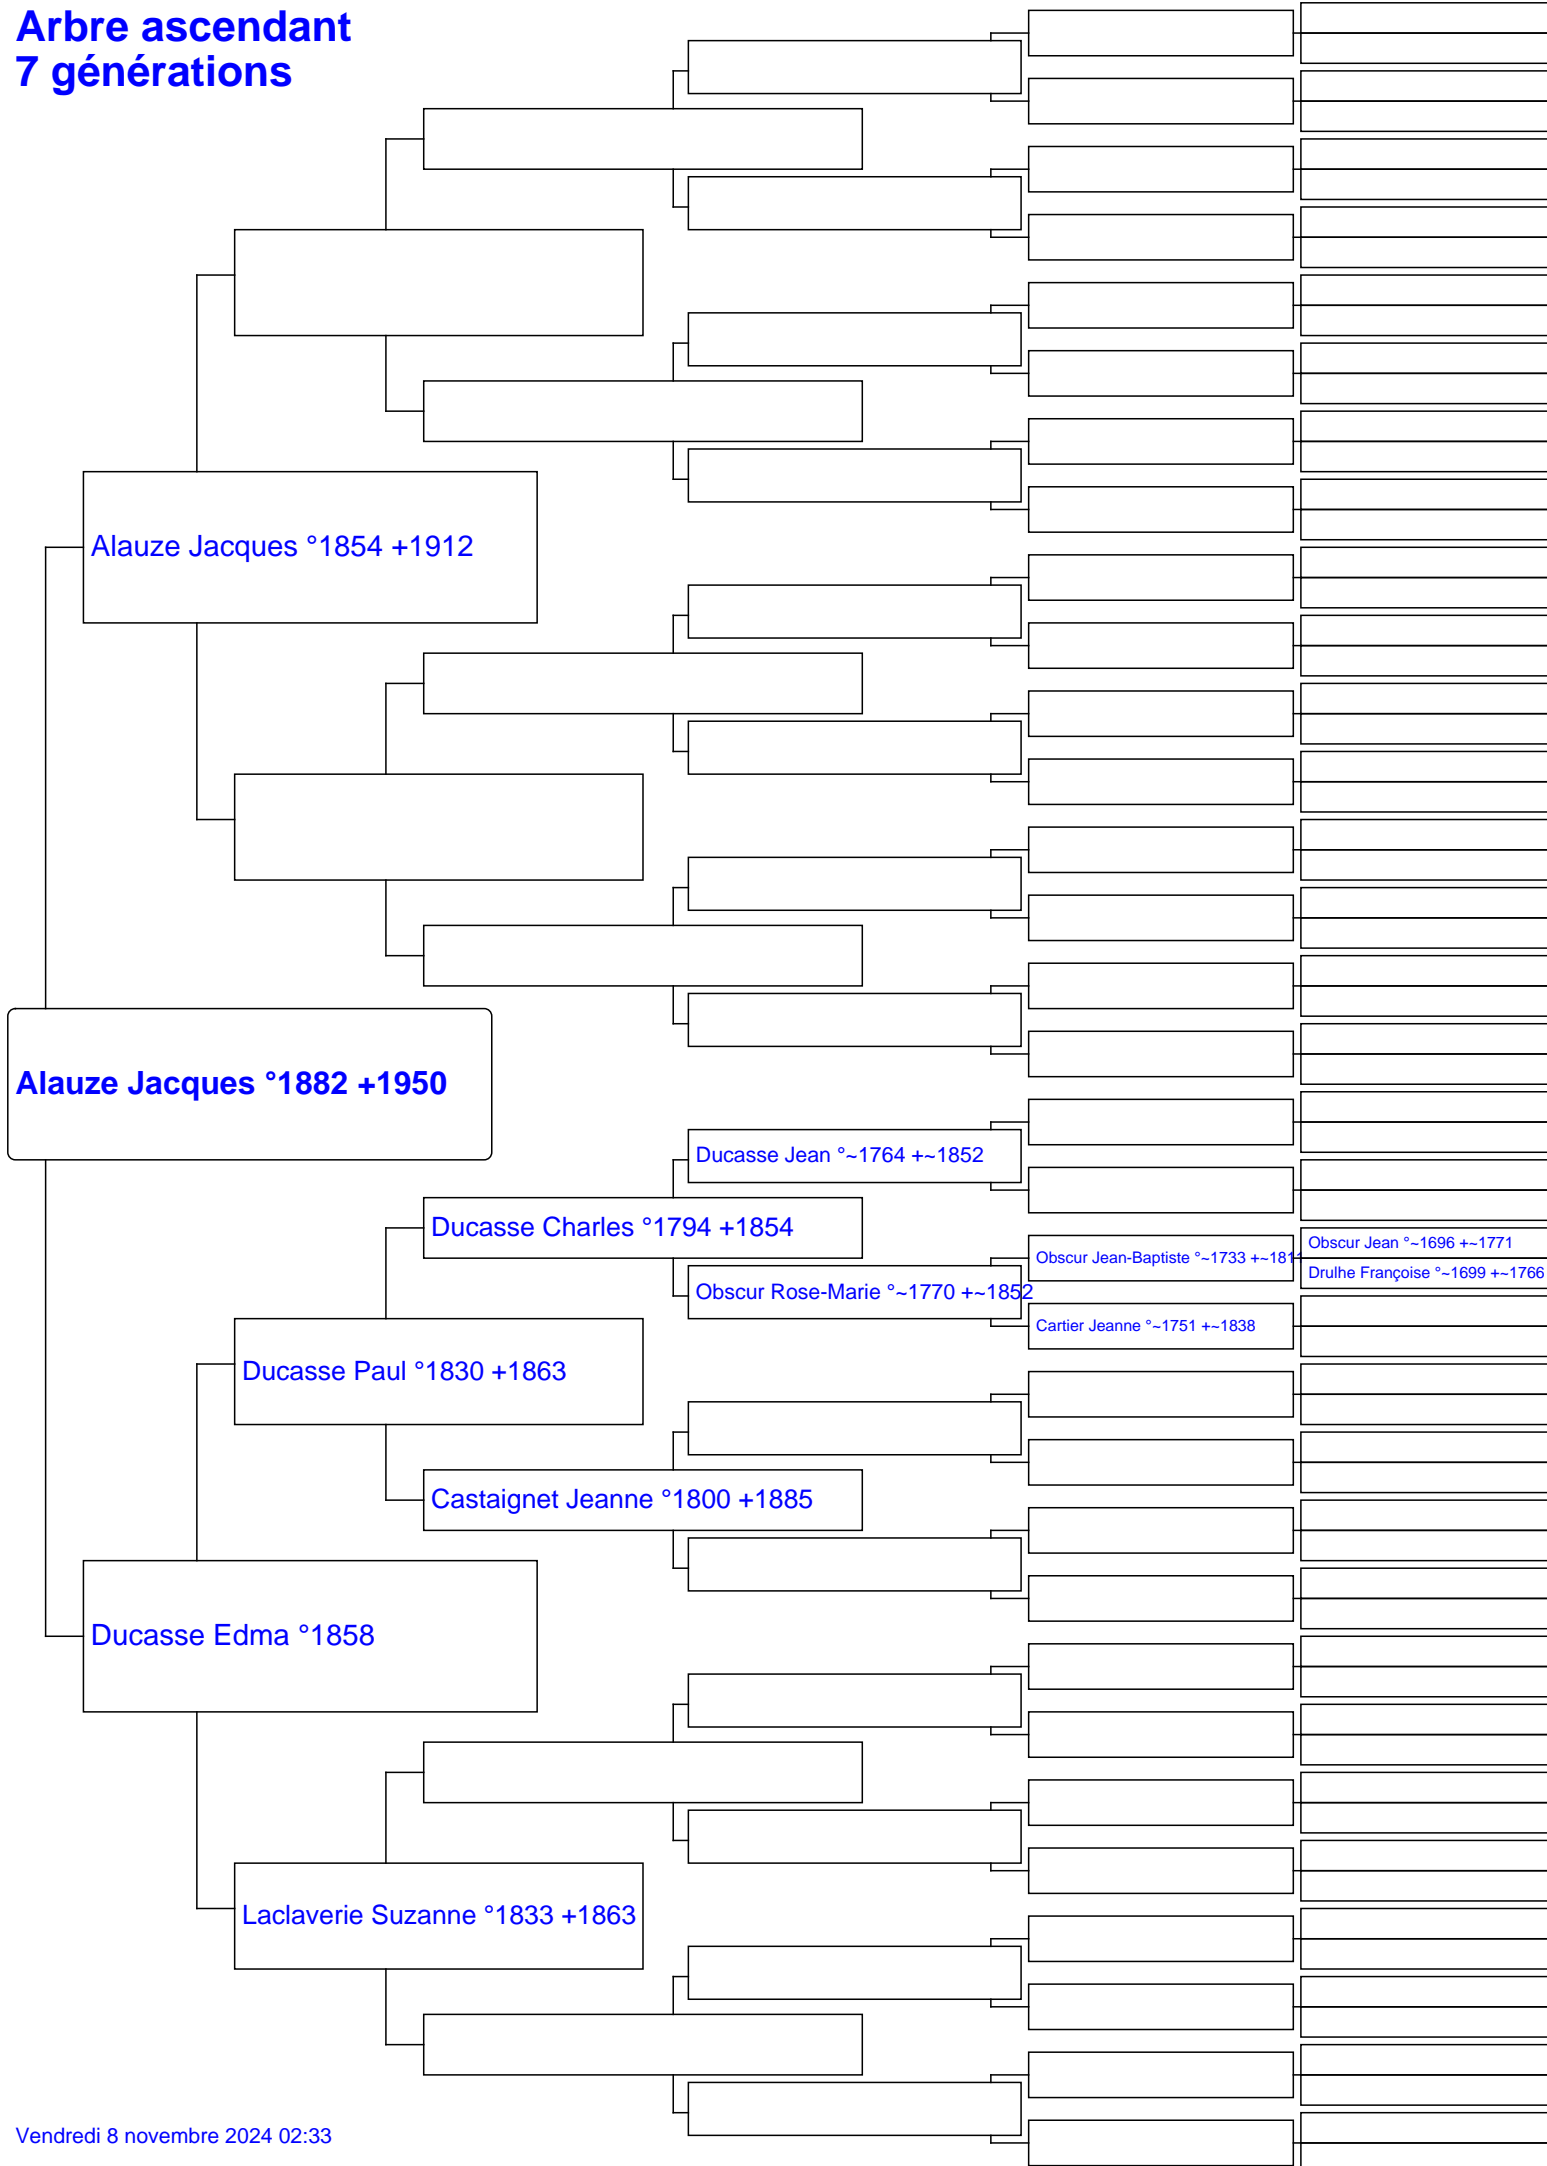 Arbre ascendant
7 générations
Alauze Jacques °1854 +1912
Alauze Jacques °1882 +1950
Ducasse Jean °~1764 +~1852
Ducasse Charles °1794 +1854
Obscur Jean-Baptiste °~1733 +~181
Obscur Jean °~1696 +~1771
Drulhe Françoise °~1699 +~1766
Obscur Rose-Marie °~1770 +~1852
Cartier Jeanne °~1751 +~1838
Ducasse Paul °1830 +1863
Castaignet Jeanne °1800 +1885
Ducasse Edma °1858
Laclaverie Suzanne °1833 +1863
Vendredi 8 novembre 2024 02:33